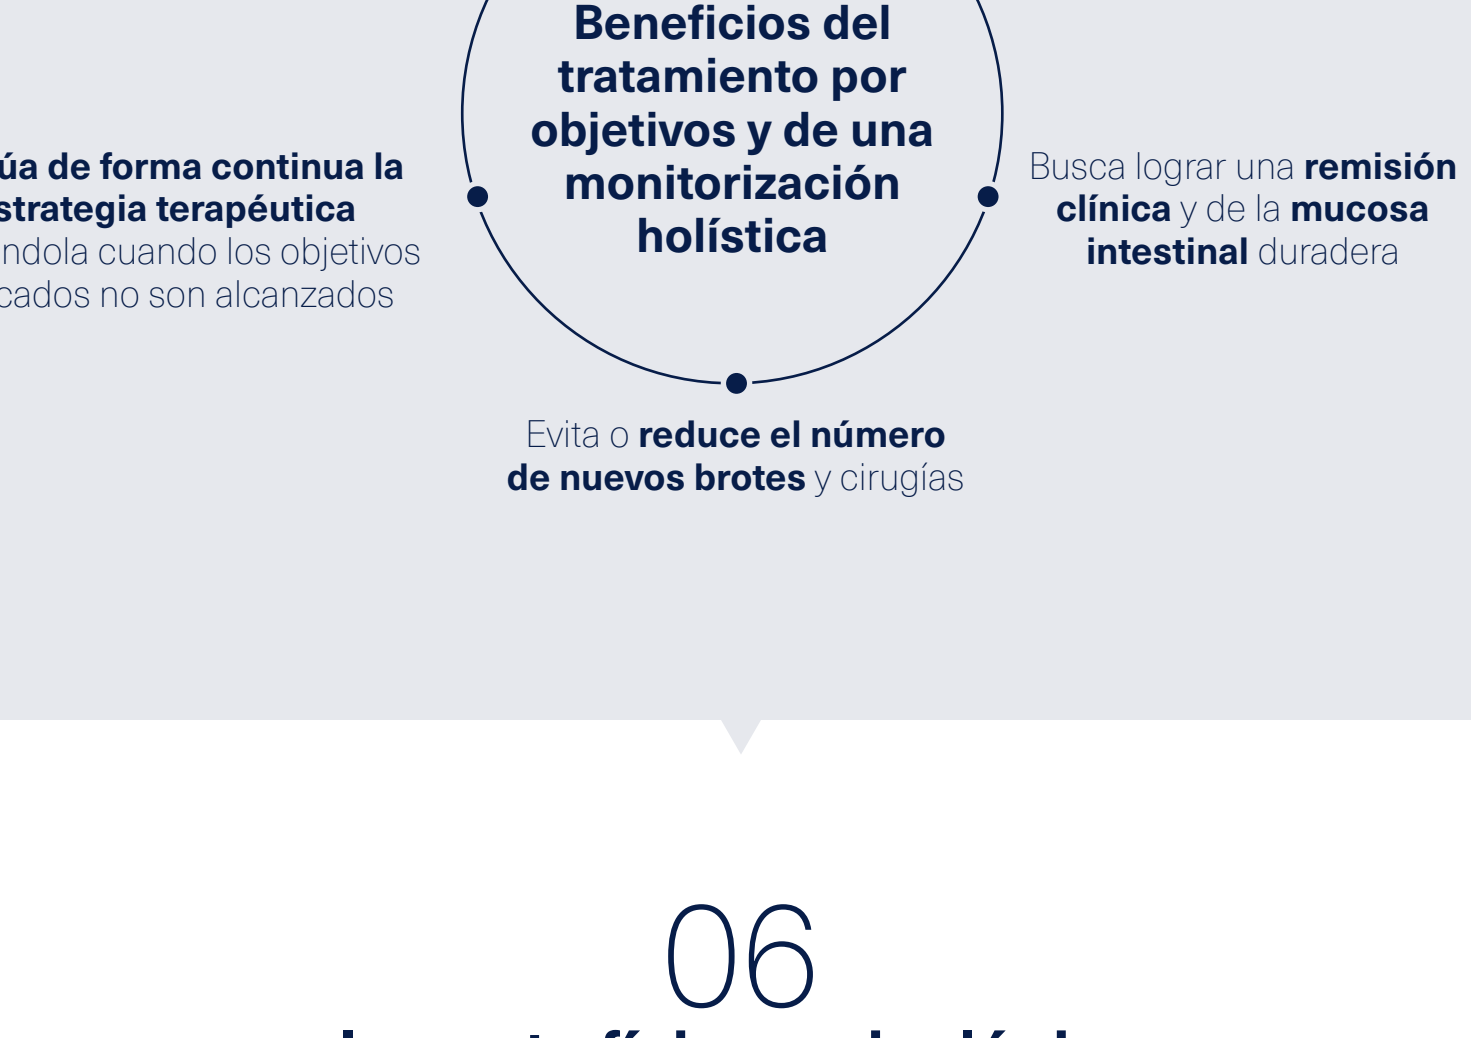 Beneficios del
tratamiento por
objetivos y de una
monitorización
holística
úa de forma continua la
strategia terapéutica
ndola cuando los objetivos
cados no son alcanzados
Busca lograr una remisión
clínica y de la mucosa
intestinal duradera
Evita o reduce el número
de nuevos brotes y cirugías
06